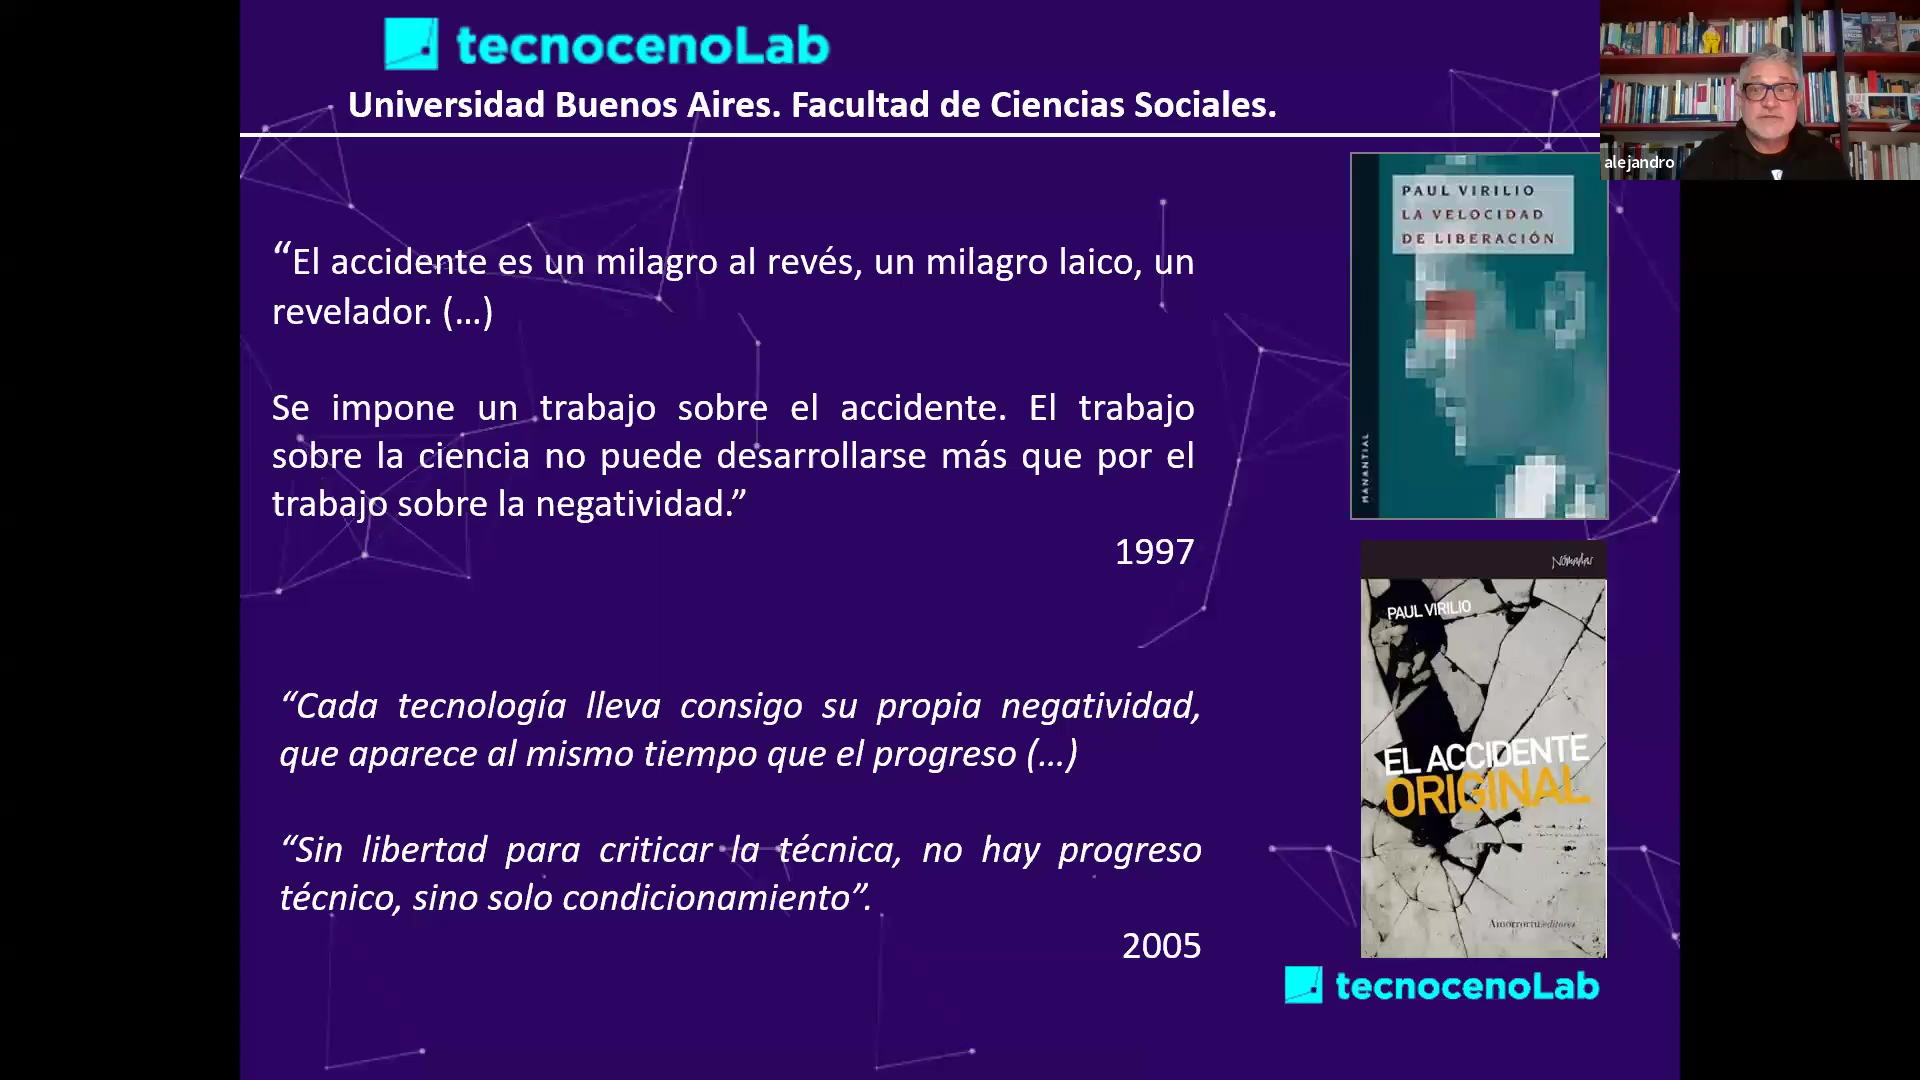 tecnocenoLab
Universidad Buenos Aires. Facultad de Ciencias Sociales.
alejandro
“El accidente es un milagro al revés, un milagro laico, un
revelador. (...)
Se impone un trabajo sobre el accidente. El trabajo
sobre la ciencia no puede desarrollarse más que por el
trabajo sobre la negatividad.”
1997
PAUL VIRILIO
LA VELOCIDAD
DE LIBERACIÓN
MANANTIAL
“Cada tecnología lleva consigo su propia negatividad,
que aparece al mismo tiempo que el progreso (...)
“Sin libertad para criticar la técnica, no hay progreso
técnico, sino solo condicionamiento”.
2005
Nómadas
PAUL VIRILIO
EL ACCIDENTE
ORIGINAL
Amorrortu editores
tecnocenoLab